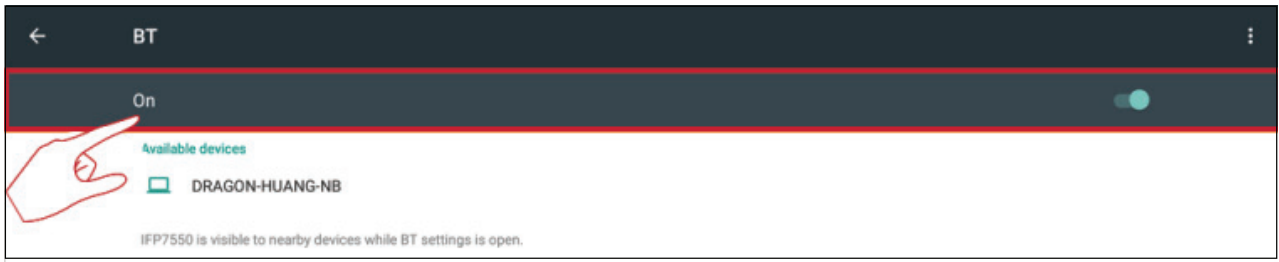 BT
On
Available devices
DRAGON-HUANG-NB
IFP7550 is visible to nearby devices while BT settings is open.